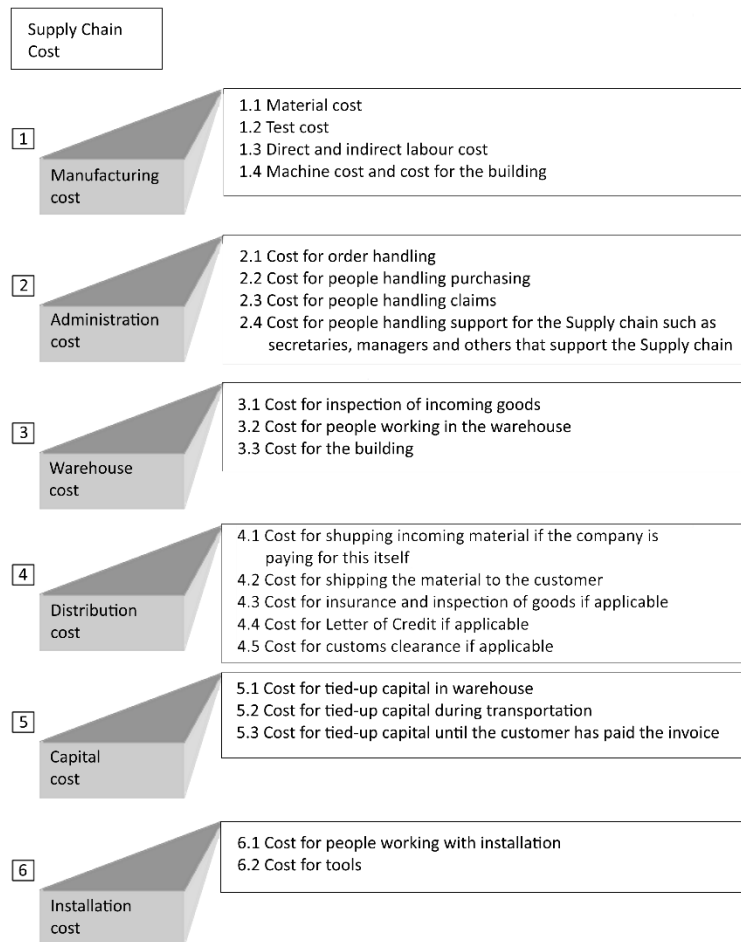 Supply Chain
Cost
1
Manufacturing
cost
1.1 Material cost
1.2 Test cost
1.3 Direct and indirect labour cost
1.4 Machine cost and cost for the building
2
Administration
cost
2.1 Cost for order handling
2.2 Cost for people handling purchasing
2.3 Cost for people handling claims
2.4 Cost for people handling support for the Supply chain such as
secretaries, managers and others that support the Supply chain
3
Warehouse
cost
3.1 Cost for inspection of incoming goods
3.2 Cost for people working in the warehouse
3.3 Cost for the building
4
Distribution
cost
4.1 Cost for shupping incoming material if the company is
paying for this itself
4.2 Cost for shipping the material to the customer
4.3 Cost for insurance and inspection of goods if applicable
4.4 Cost for Letter of Credit if applicable
4.5 Cost for customs clearance if applicable
5
Capital
cost
5.1 Cost for tied-up capital in warehouse
5.2 Cost for tied-up capital during transportation
5.3 Cost for tied-up capital until the customer has paid the invoice
6
Installation
cost
6.1 Cost for people working with installation
6.2 Cost for tools